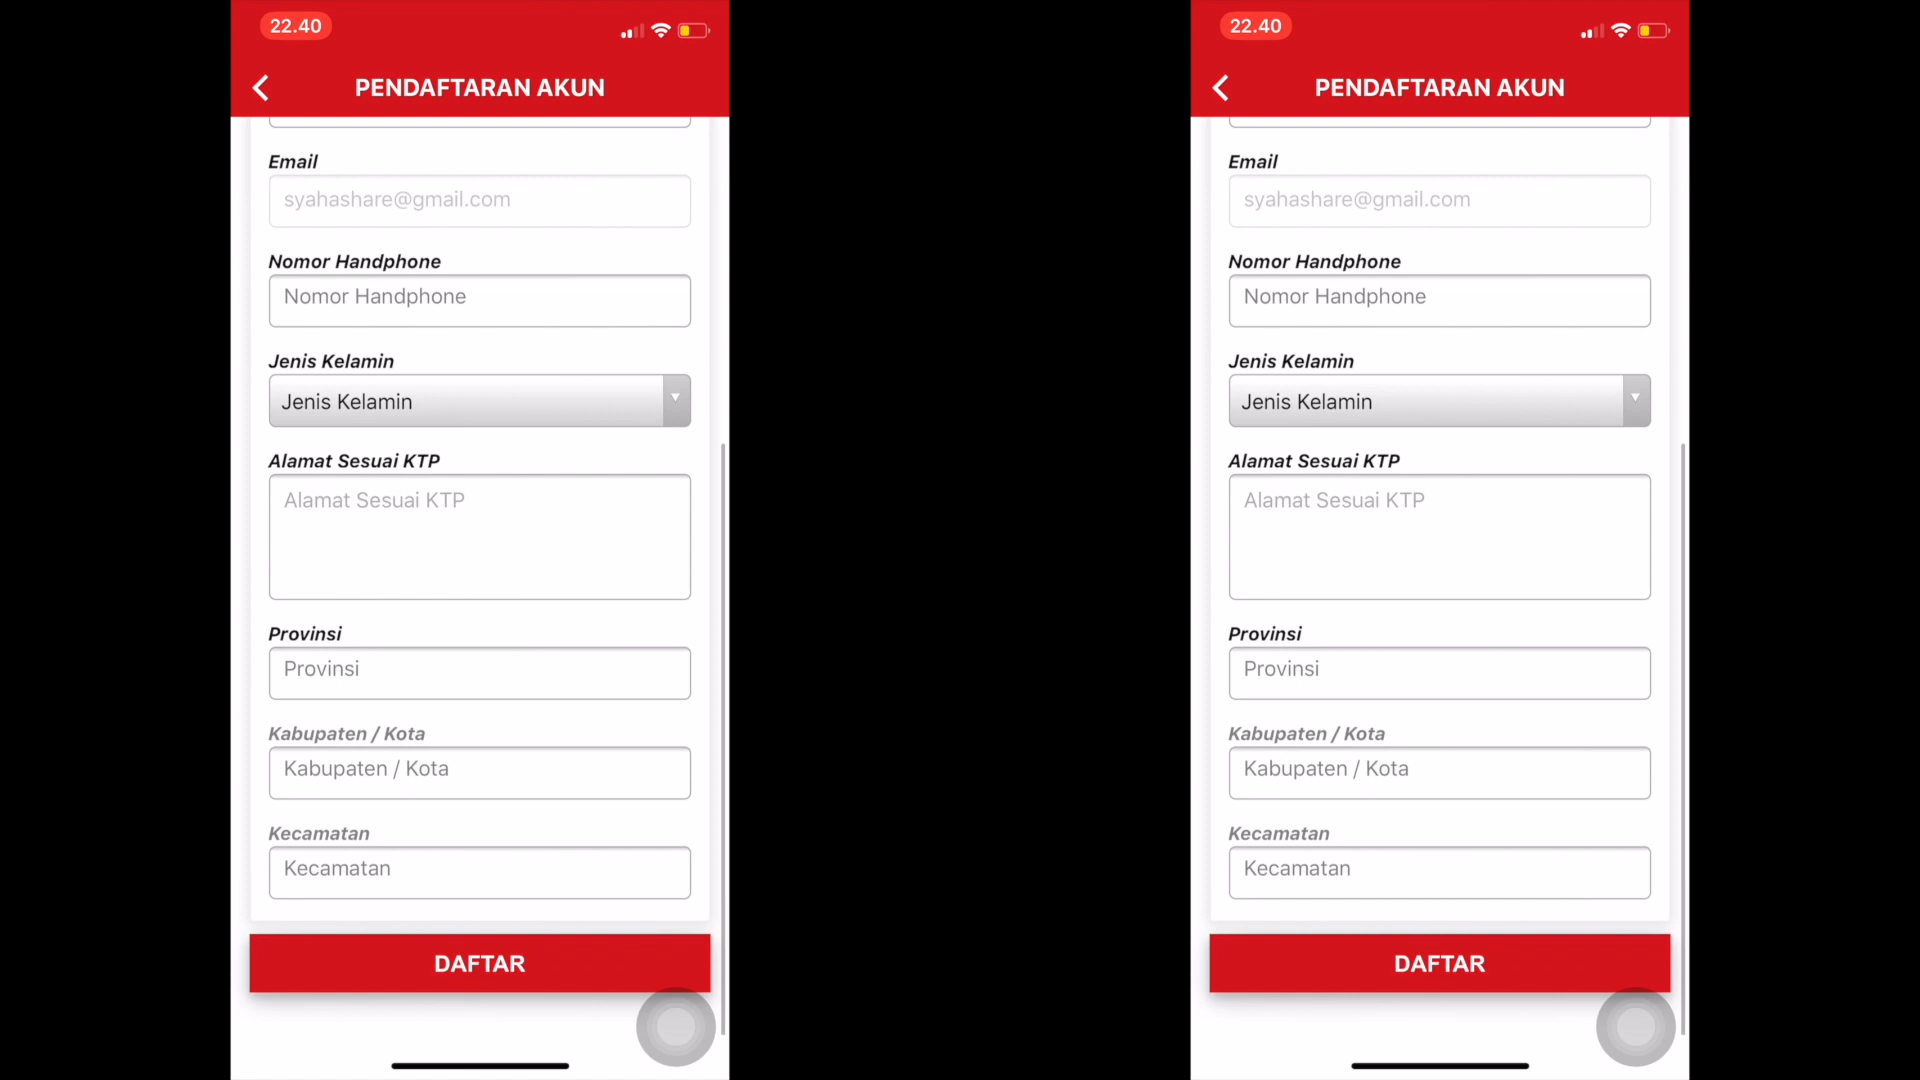 22.40
PENDAFTARAN AKUN
Email
syahashare@gmail.com
Nomor Handphone
Nomor Handphone
Jenis Kelamin
Jenis Kelamin
Alamat Sesuai KTP
Alamat Sesuai KTP
Provinsi
Provinsi
Kabupaten / Kota
Kabupaten / Kota
Kecamatan
Kecamatan
DAFTAR
22.40
PENDAFTARAN AKUN
Email
syahashare@gmail.com
Nomor Handphone
Nomor Handphone
Jenis Kelamin
Jenis Kelamin
Alamat Sesuai KTP
Alamat Sesuai KTP
Provinsi
Provinsi
Kabupaten / Kota
Kabupaten / Kota
Kecamatan
Kecamatan
DAFTAR